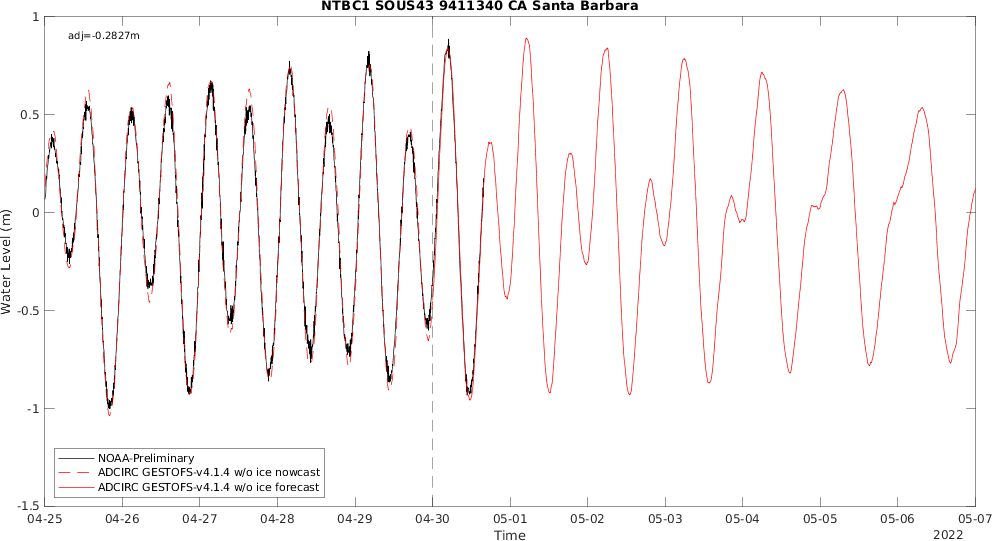 NTBC1 SOUS43 9411340 CA Santa Barbara
adj=-0.2827m
1
0.5
0
-0.5
-1
-1.5
Water Level (m)
NOAA-Preliminary
ADCIRC GESTOFS-v4.1.4 w/o ice nowcast
ADCIRC GESTOFS-v4.1.4 w/o ice forecast
04-25 04-26 04-27 04-28 04-29 04-30 05-01 05-02 05-03 05-04 05-05 05-06 05-07
Time
2022